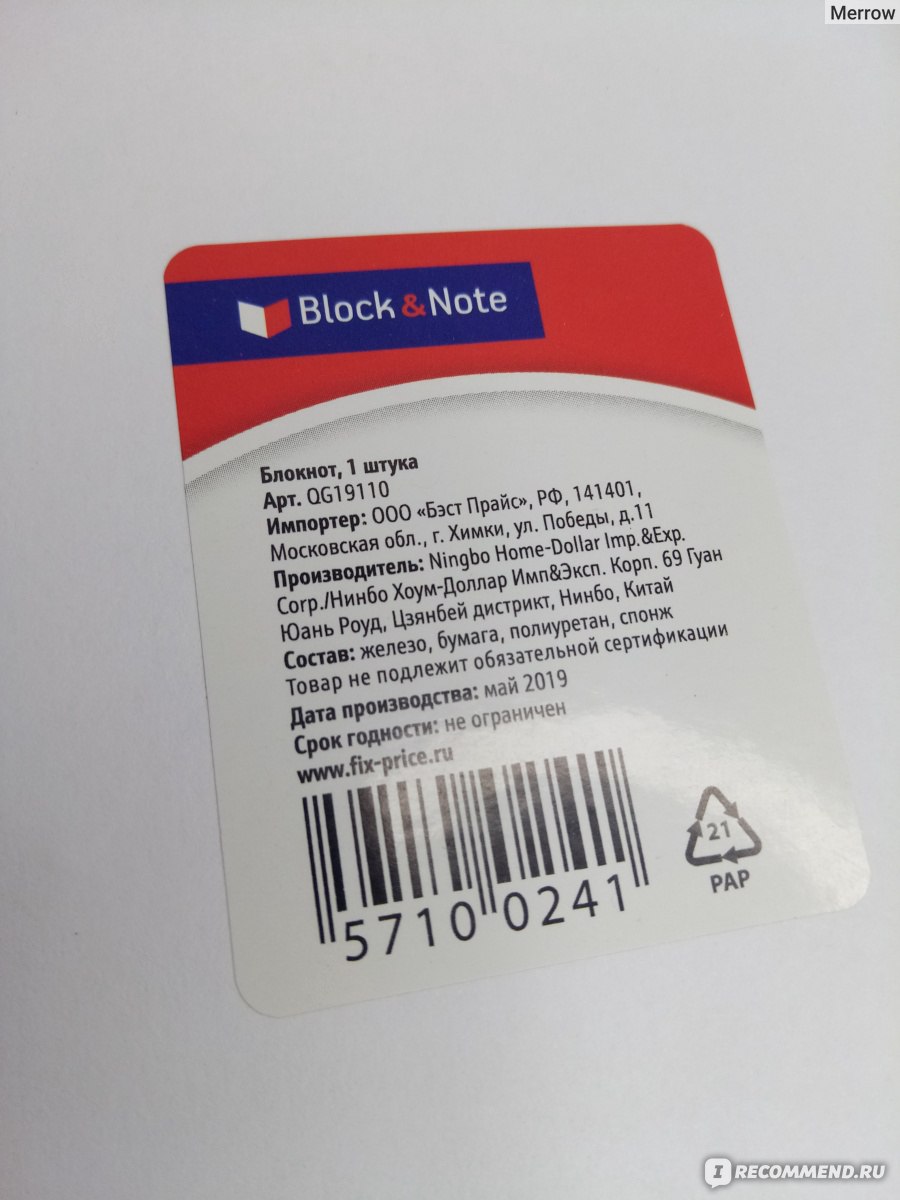 Merrow
Block & Note
Блокнот, 1 штука
Арт. QG19110
Импортер: ООО «Бэст Прайс», РФ, 141401,
Московская обл., г. Химки, ул. Победы, д.11
Производитель: Ningbo Home-Dollar Imp.&Exp.
Corp./Нинбо Хоум-Доллар Имп&Эксп. Корп. 69 Гуан
Юань Роуд, Цзянбей дистрикт, Нинбо, Китай
Состав: железо, бумага, полиуретан, спонж
Товар не подлежит обязательной сертификации
Дата производства: май 2019
Срок годности: не ограничен
www.fix-price.ru
21
PAP
5710 0241
IRECOMMEND.RU